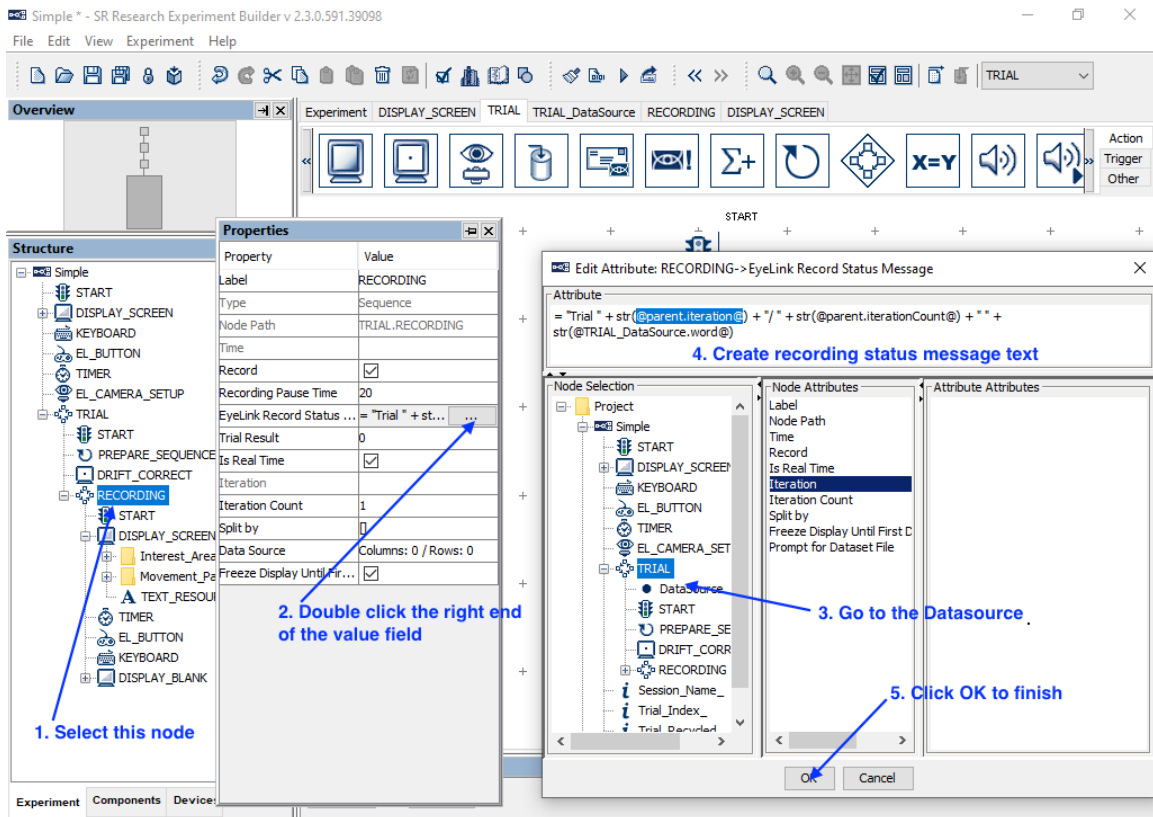 Simple * - SR Research Experiment Builder v 2.3.0.591.39098
File Edit View Experiment Help
TRIAL
Overview
Experiment DISPLAY_SCREEN TRIAL TRIAL_DataSource RECORDING DISPLAY_SCREEN
Σ+ X=Y
Action
Trigger
Other
START
Structure
Simple
START
DISPLAY_SCREEN
KEYBOARD
EL_BUTTON
TIMER
EL_CAMERA_SETUP
TRIAL
START
PREPARE_SEQUENCE
DRIFT_CORRECT
RECORDING
START
DISPLAY_SCREEN
Interest_Area
Movement_Pa
TEXT_RESOU
TIMER
EL_BUTTON
KEYBOARD
DISPLAY_BLANK
1. Select this node
Experiment Components Devices
Properties
Property Value
Label RECORDING
Type Sequence
Node Path TRIAL.RECORDING
Time
Record
Recording Pause Time 20
EyeLink Record Status ... = "Trial " + st... ...
Trial Result 0
Is Real Time
Iteration
Iteration Count 1
Split by []
Data Source Columns: 0 / Rows: 0
Freeze Display Until Fir...
2. Double click the right end
of the value field
Edit Attribute: RECORDING->EyeLink Record Status Message
Attribute
= "Trial " + str(@parent.iteration@) + "/ " + str(@parent.iterationCount@) + " " +
str(@TRIAL_DataSource.word@)
4. Create recording status message text
Node Selection
Project
Simple
START
DISPLAY_SCREEN
KEYBOARD
EL_BUTTON
TIMER
EL_CAMERA_SET
TRIAL
DataSource
START
PREPARE_SE
DRIFT_CORR
RECORDING
Session_Name_
Trial_Index_
Trial_Recycled
Node Attributes
Label
Node Path
Time
Record
Is Real Time
Iteration
Iteration Count
Split by
Freeze Display Until First D
Prompt for Dataset File
Attribute Attributes
3. Go to the Datasource .
5. Click OK to finish
OK Cancel